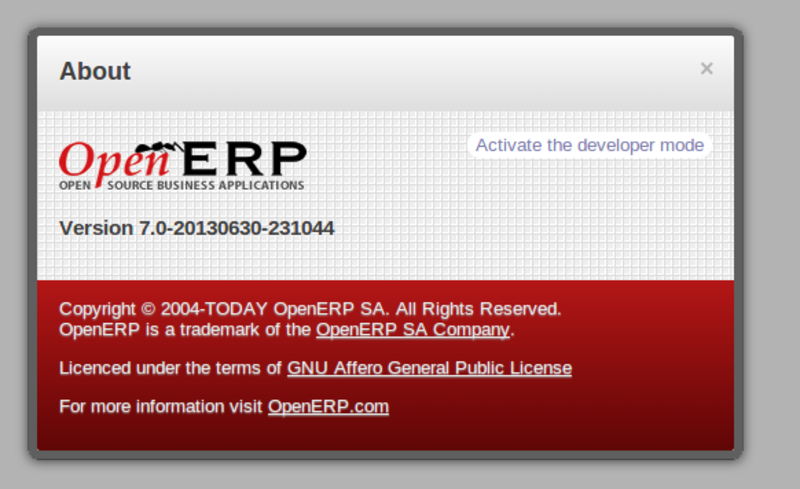 About
×
Activate the developer mode
OpenERP
OPEN SOURCE BUSINESS APPLICATIONS
Version 7.0-20130630-231044
Copyright © 2004-TODAY OpenERP SA. All Rights Reserved.
OpenERP is a trademark of the OpenERP SA Company.
Licenced under the terms of GNU Affero General Public License
For more information visit OpenERP.com